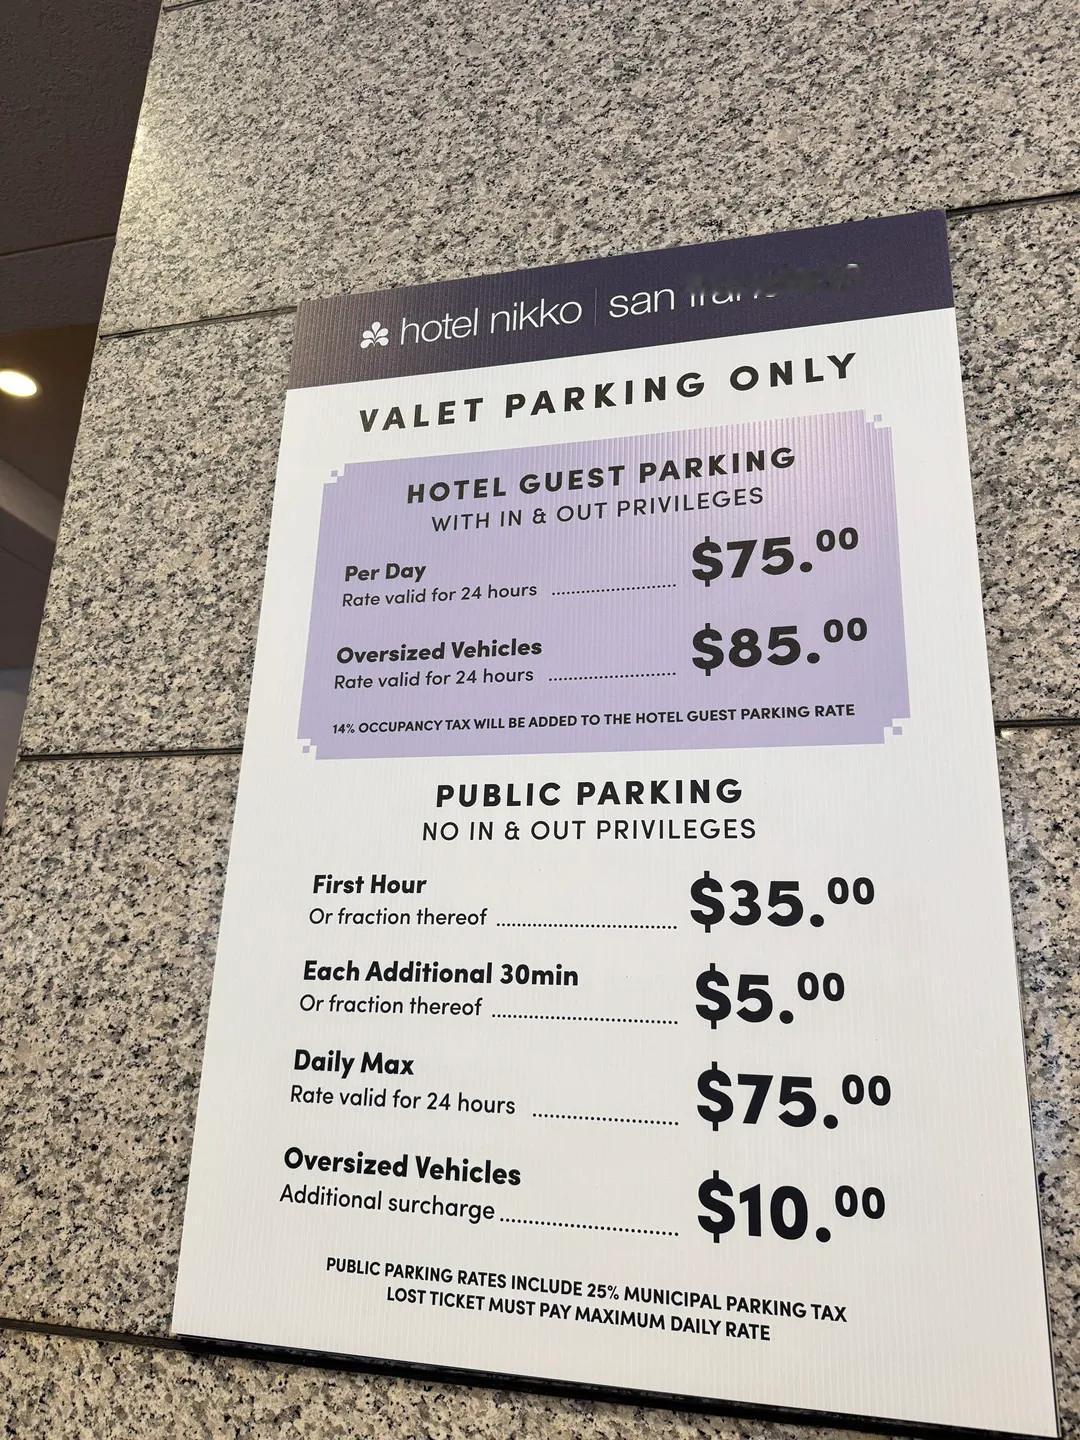 hotel nikko | san
VALET PARKING ONLY
HOTEL GUEST PARKING
WITH IN & OUT PRIVILEGES
Per Day
Rate valid for 24 hours ........................ $75.00
Oversized Vehicles
Rate valid for 24 hours ........................ $85.00
14% OCCUPANCY TAX WILL BE ADDED TO THE HOTEL GUEST PARKING RATE
PUBLIC PARKING
NO IN & OUT PRIVILEGES
First Hour
Or fraction thereof ........................ $35.00
Each Additional 30min
Or fraction thereof ........................ $5.00
Daily Max
Rate valid for 24 hours ........................ $75.00
Oversized Vehicles
Additional surcharge ........................ $10.00
PUBLIC PARKING RATES INCLUDE 25% MUNICIPAL PARKING TAX
LOST TICKET MUST PAY MAXIMUM DAILY RATE